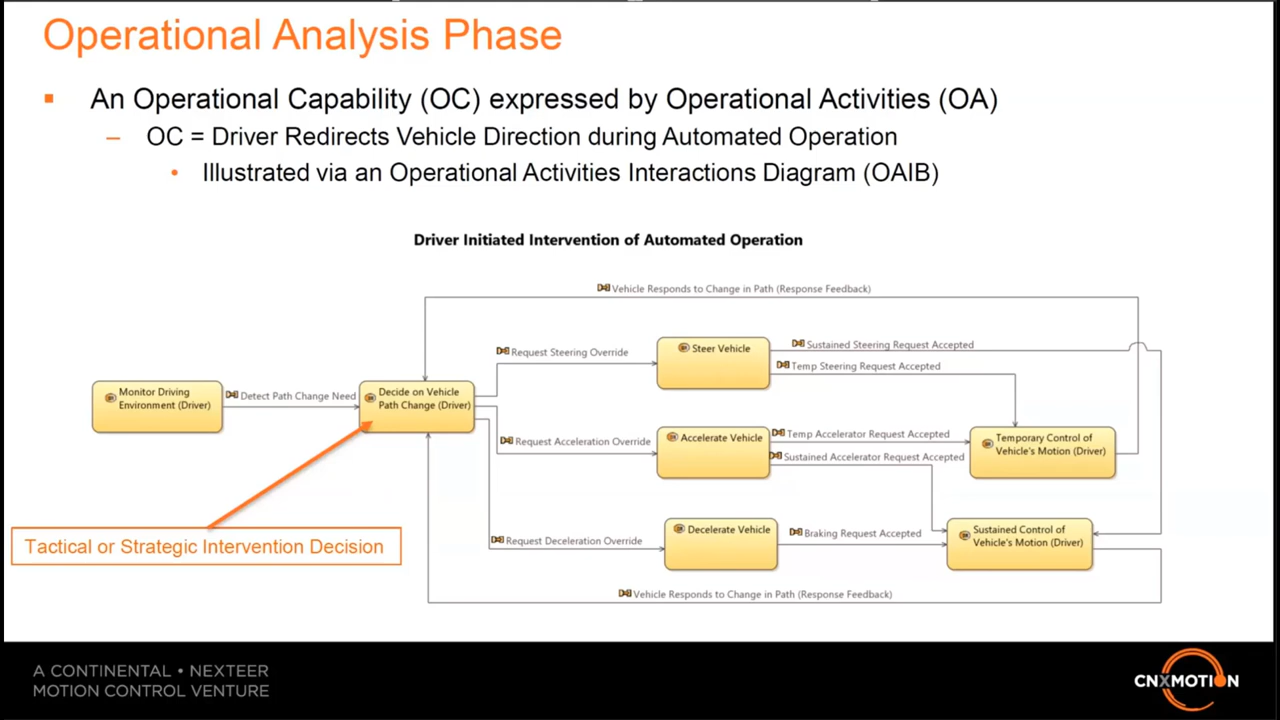 Operational Analysis Phase
An Operational Capability (OC) expressed by Operational Activities (OA)
OC = Driver Redirects Vehicle Direction during Automated Operation
Illustrated via an Operational Activities Interactions Diagram (OAIB)
Driver Initiated Intervention of Automated Operation
Vehicle Responds to Change in Path (Response Feedback)
Monitor Driving
Environment (Driver)
Detect Path Change Need
Decide on Vehicle
Path Change (Driver)
Request Steering Override
Steer Vehicle
Sustained Steering Request Accepted
Temp Steering Request Accepted
Request Acceleration Override
Accelerate Vehicle
Temp Accelerator Request Accepted
Sustained Accelerator Request Accepted
Temporary Control of
Vehicle's Motion (Driver)
Request Deceleration Override
Decelerate Vehicle
Braking Request Accepted
Sustained Control of
Vehicle's Motion (Driver)
Vehicle Responds to Change in Path (Response Feedback)
Tactical or Strategic Intervention Decision
A CONTINENTAL • NEXTEER
MOTION CONTROL VENTURE
CNXMOTION